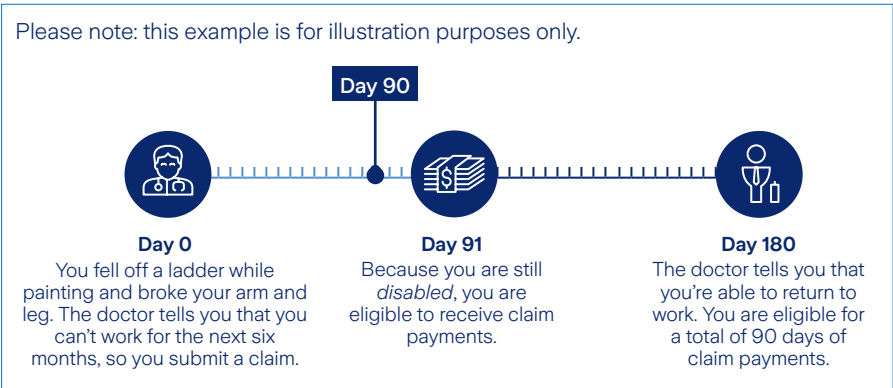 Please note: this example is for illustration purposes only.
Day 90
$
Day 0
You fell off a ladder while
painting and broke your arm and
leg. The doctor tells you that you
can't work for the next six
months, so you submit a claim.
Day 91
Because you are still
disabled, you are
eligible to receive claim
payments.
Day 180
The doctor tells you that
you're able to return to
work. You are eligible for
a total of 90 days of
claim payments.